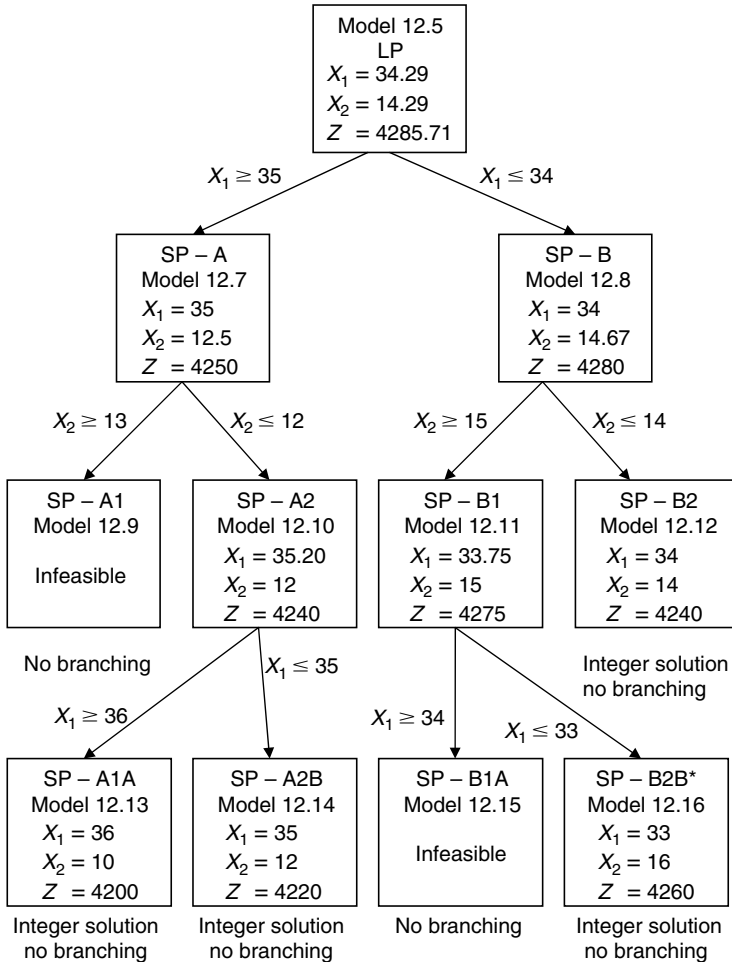 Model 12.5
LP
X₁ = 34.29
X₂ = 14.29
Z = 4285.71
X₁ ≥ 35
X₁ ≤ 34
SP – A
Model 12.7
X₁ = 35
X₂ = 12.5
Z = 4250
SP – B
Model 12.8
X₁ = 34
X₂ = 14.67
Z = 4280
X₂ ≥ 13
X₂ ≤ 12
X₂ ≥ 15
X₂ ≤ 14
SP – A1
Model 12.9
Infeasible
No branching
SP – A2
Model 12.10
X₁ = 35.20
X₂ = 12
Z = 4240
SP – B1
Model 12.11
X₁ = 33.75
X₂ = 15
Z = 4275
SP – B2
Model 12.12
X₁ = 34
X₂ = 14
Z = 4240
Integer solution
no branching
X₁ ≥ 36
X₁ ≤ 35
X₁ ≥ 34
X₁ ≤ 33
SP – A1A
Model 12.13
X₁ = 36
X₂ = 10
Z = 4200
Integer solution
no branching
SP – A2B
Model 12.14
X₁ = 35
X₂ = 12
Z = 4220
Integer solution
no branching
SP – B1A
Model 12.15
Infeasible
No branching
SP – B2B*
Model 12.16
X₁ = 33
X₂ = 16
Z = 4260
Integer solution
no branching